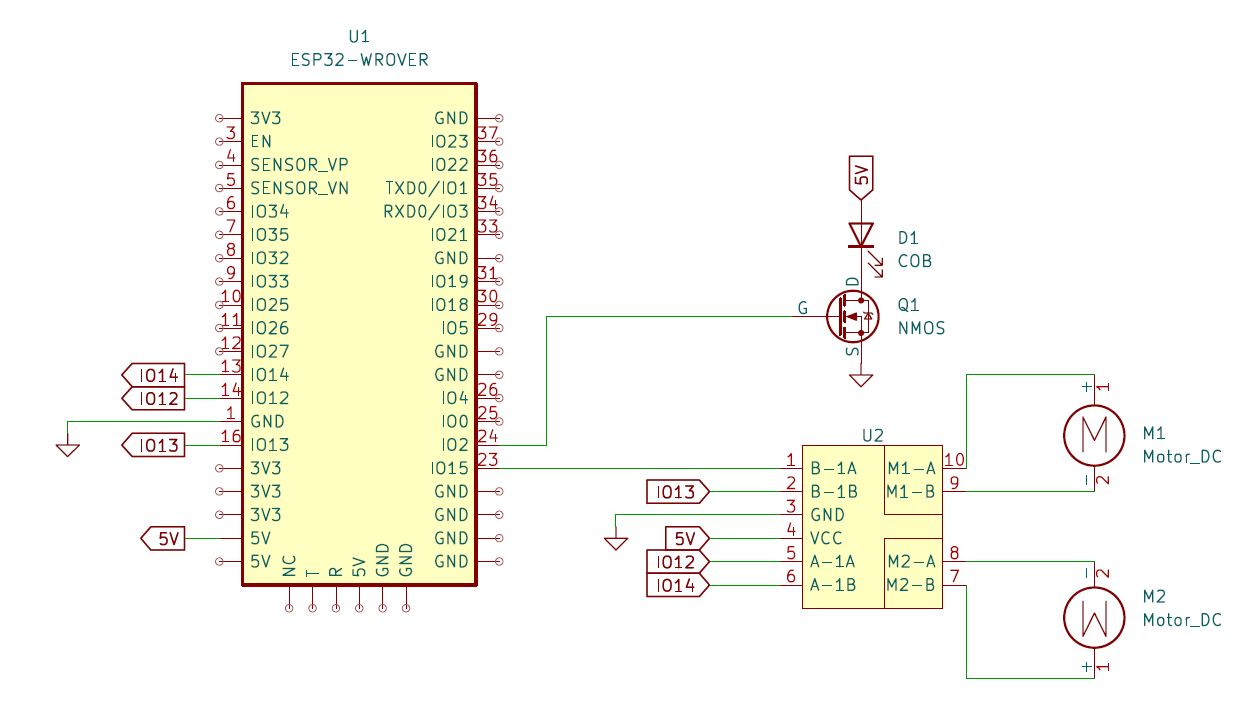 U1
ESP32-WROVER
3V3
3 EN
4 SENSOR_VP
5 SENSOR_VN
6 IO34
7 IO35
8 IO32
9 IO33
10 IO25
11 IO26
12 IO27
IO14 13 IO14
IO12 14 IO12
1 GND
IO13 16 IO13
3V3
3V3
3V3
5V 5V
5V
NC
T
R
5V
GND
GND
GND
IO23 37
IO22 36
TXD0/IO1 35
RXD0/IO3 34
IO21 33
GND
IO19 31
IO18 30
IO5 29
GND
GND
IO4 26
IO0 25
IO2 24
IO15 23
GND
GND
GND
GND
5V
D1
COB
D
G
S
Q1
NMOS
U2
1 B-1A
IO13 2 B-1B
3 GND
5V 4 VCC
IO12 5 A-1A
IO14 6 A-1B
M1-A 10
M1-B 9
M2-A 8
M2-B 7
+ 1
M
- 2
M1
Motor_DC
- 2
M
+ 1
M2
Motor_DC